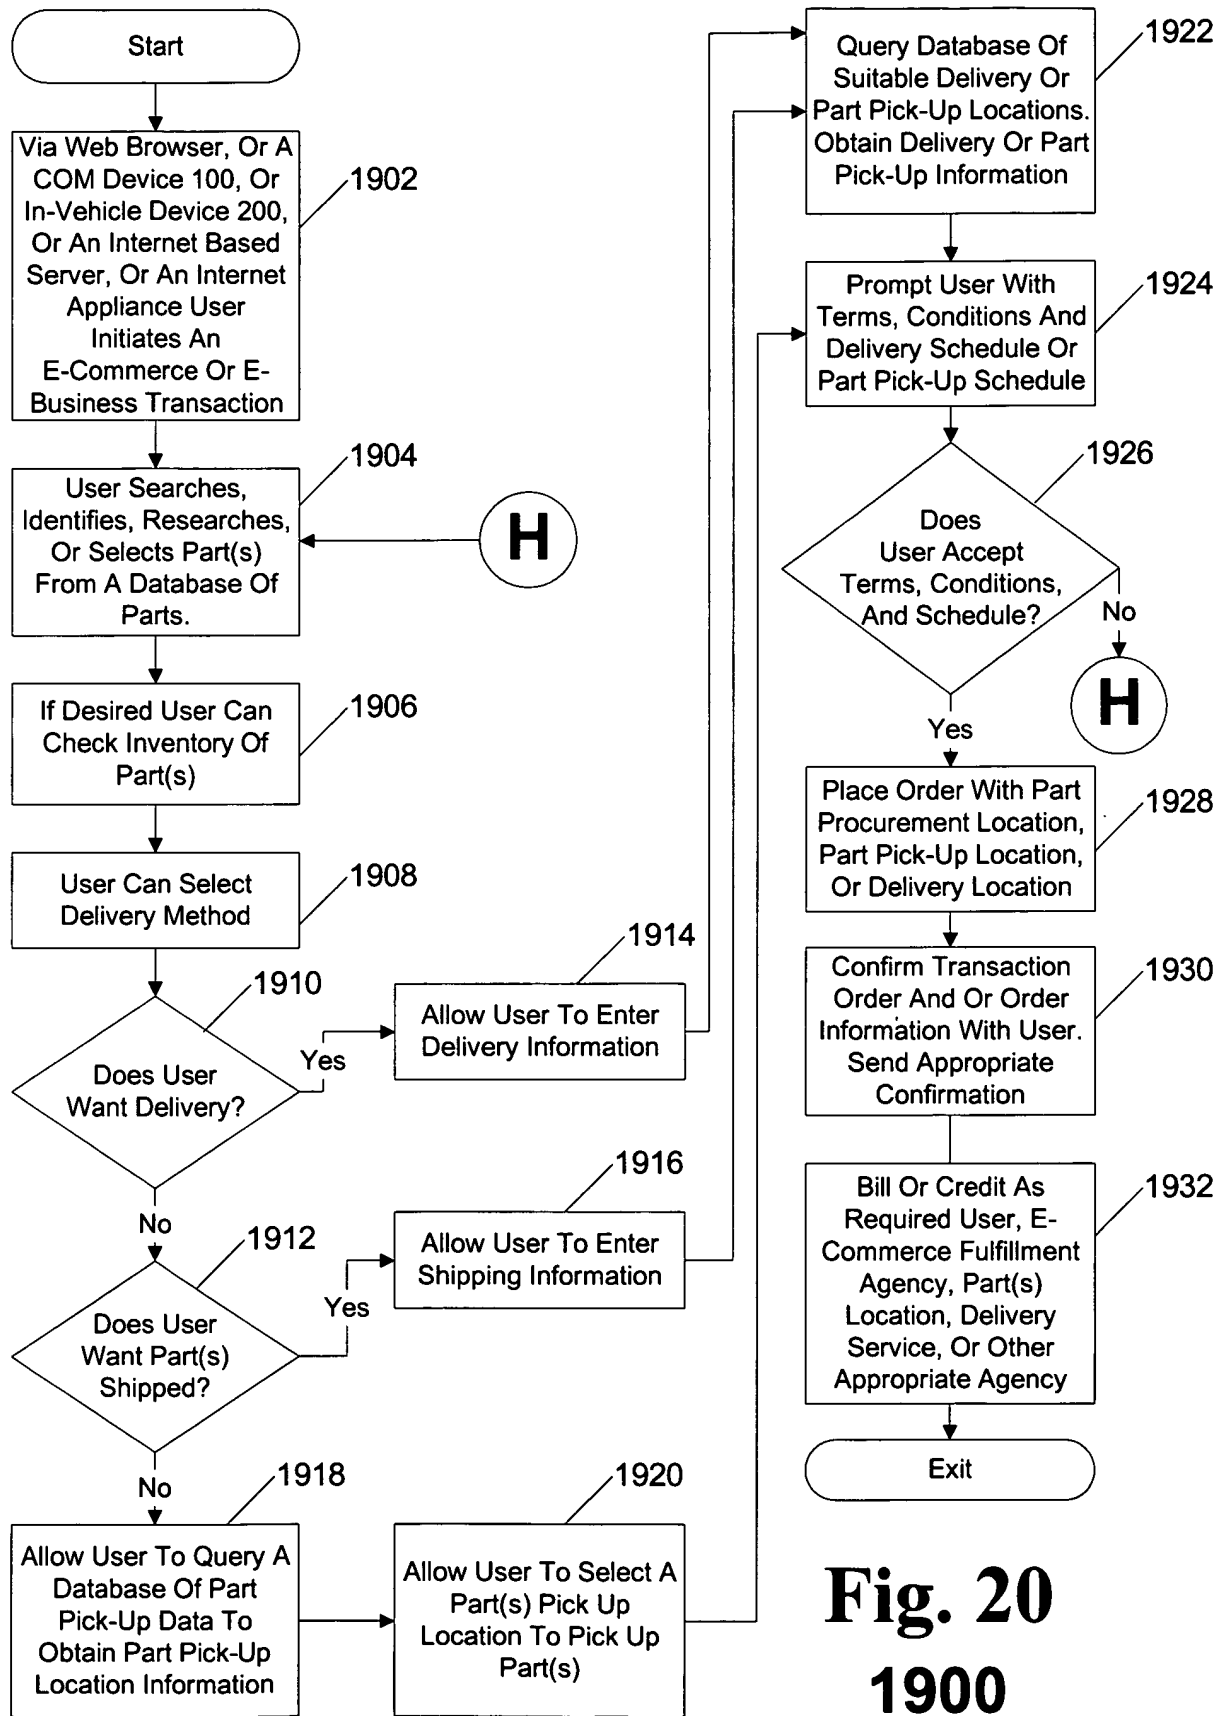 Start
Via Web Browser, Or A
COM Device 100, Or
In-Vehicle Device 200,
Or An Internet Based
Server, Or An Internet
Appliance User
Initiates An
E-Commerce Or E-
Business Transaction
1902
1904
User Searches,
Identifies, Researches,
Or Selects Part(s)
From A Database Of
Parts.
H
If Desired User Can
Check Inventory Of
Part(s)
1906
User Can Select
Delivery Method
1908
1910
Does User
Want Delivery?
Yes
No
1914
Allow User To Enter
Delivery Information
1912
Does User
Want Part(s)
Shipped?
Yes
No
1916
Allow User To Enter
Shipping Information
1918
Allow User To Query A
Database Of Part
Pick-Up Data To
Obtain Part Pick-Up
Location Information
1920
Allow User To Select A
Part(s) Pick Up
Location To Pick Up
Part(s)
1922
Query Database Of
Suitable Delivery Or
Part Pick-Up Locations.
Obtain Delivery Or Part
Pick-Up Information
1924
Prompt User With
Terms, Conditions And
Delivery Schedule Or
Part Pick-Up Schedule
1926
Does
User Accept
Terms, Conditions,
And Schedule?
No
H
Yes
Place Order With Part
Procurement Location,
Part Pick-Up Location,
Or Delivery Location
1928
Confirm Transaction
Order And Or Order
Information With User.
Send Appropriate
Confirmation
1930
Bill Or Credit As
Required User, E-
Commerce Fulfillment
Agency, Part(s)
Location, Delivery
Service, Or Other
Appropriate Agency
1932
Exit
Fig. 20
1900